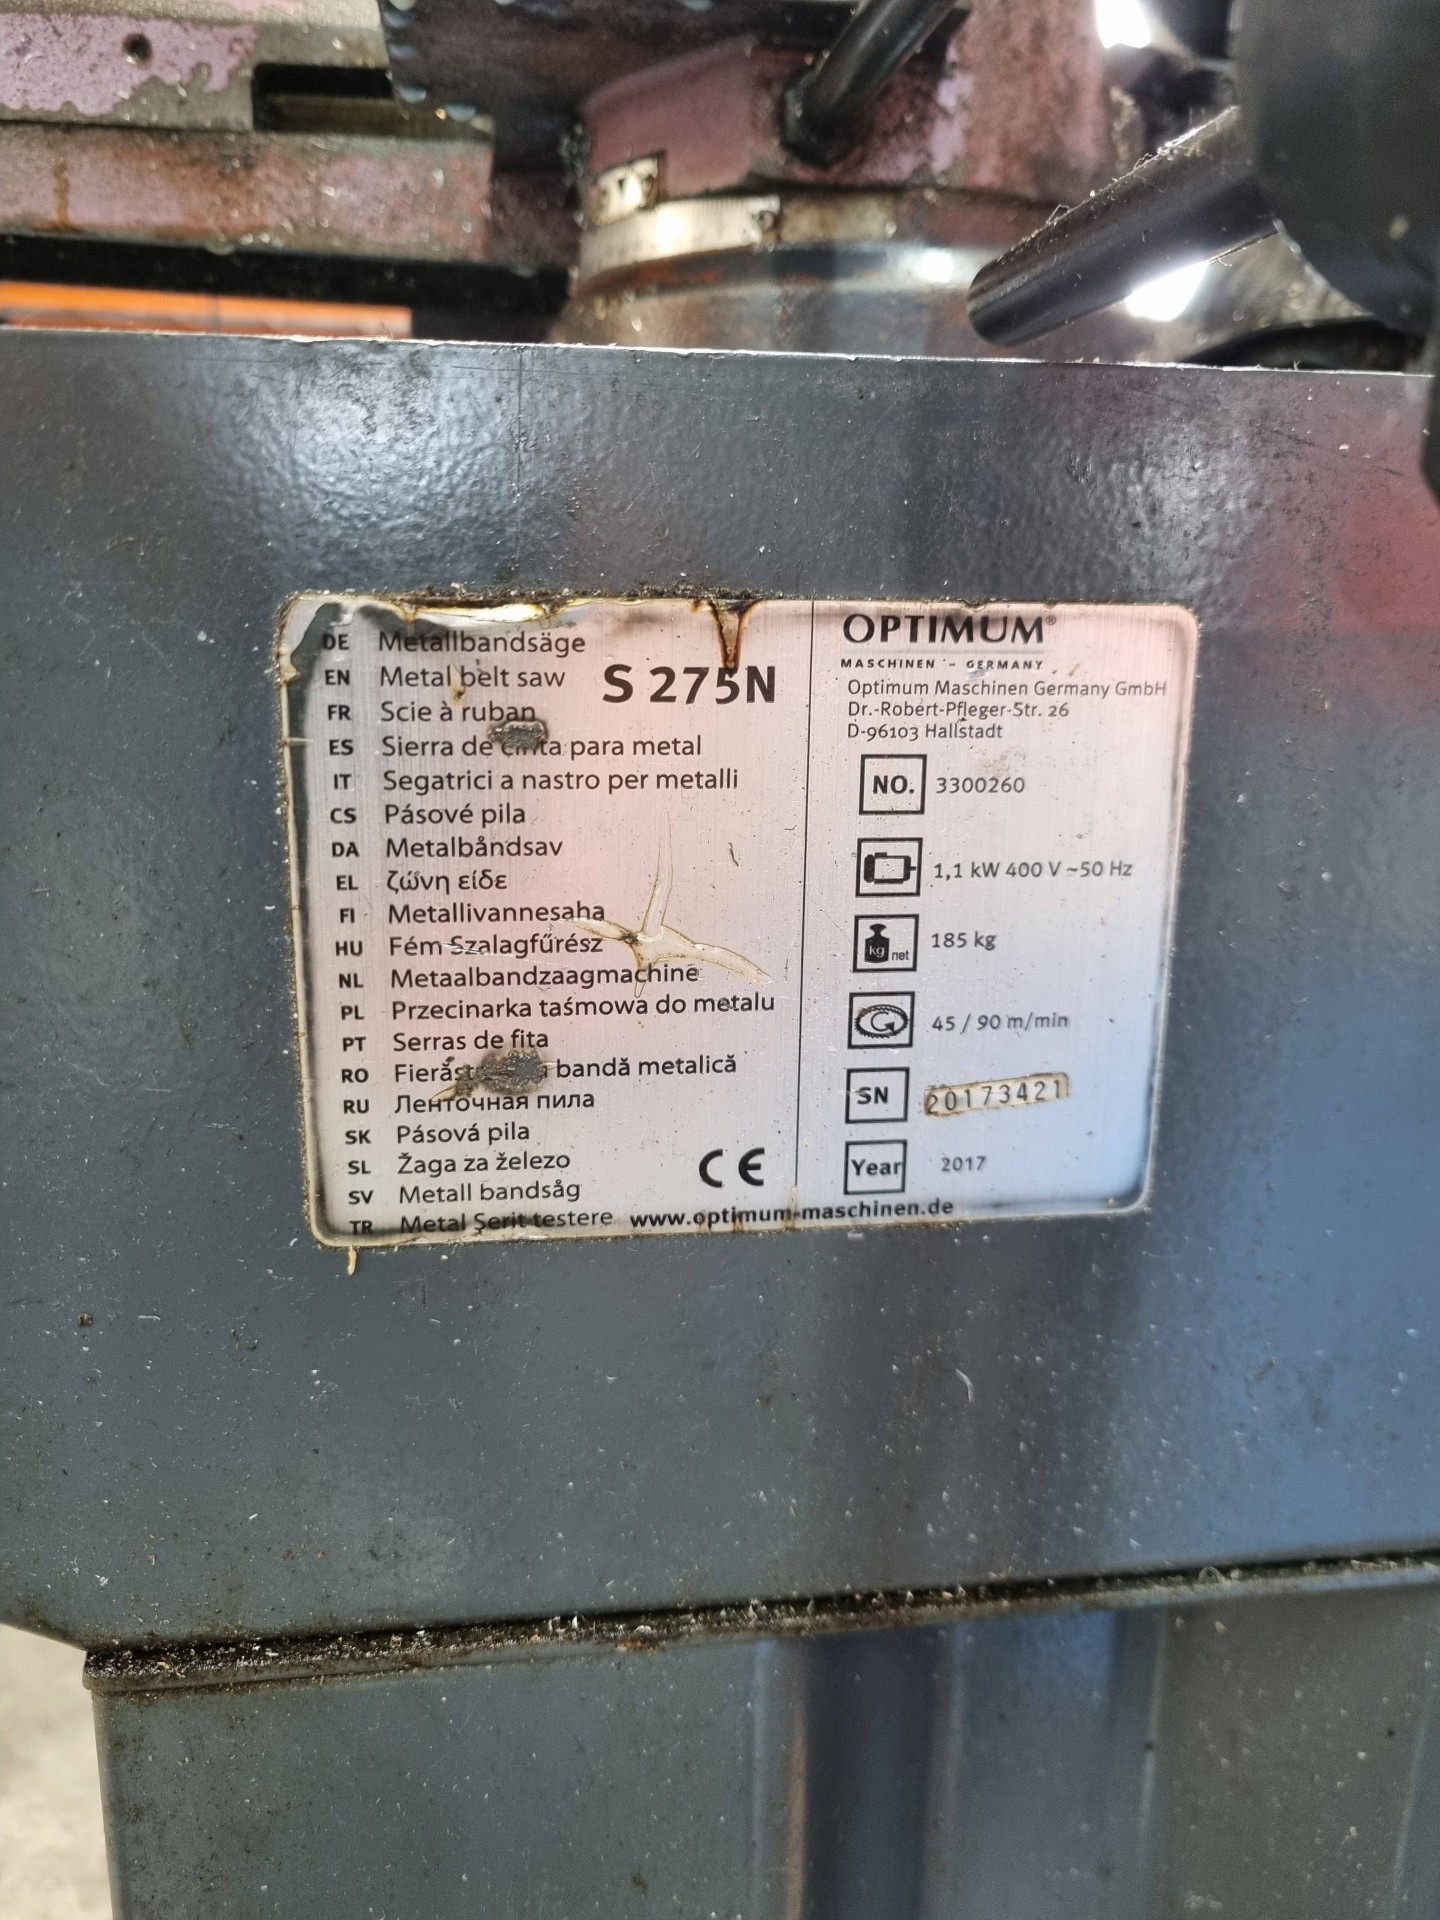 DE Metallbandsäge
EN Metal belt saw
S 275N
FR Scie à ruban
ES Sierra de cinta para metal
IT Segatrici a nastro per metalli
CS Pásové pila
DA Metalbåndsav
EL ζώνη είδε
FI Metallivannesaha
HU Fém Szalagfűrész
NL Metaalbandzaagmachine
PL Przecinarka taśmowa do metalu
PT Serras de fita
RO bandă metalică
RU Ленточная пила
SK Pásová pila
SL Žaga za železo
SV Metall bandsåg
TR Metal Şerit testere
CE
www.optimum-maschinen.de
OPTIMUM®
MASCHINEN - GERMANY
Optimum Maschinen Germany GmbH
Dr.-Robert-Pfleger-Str. 26
D-96103 Hallstadt
NO. 3300260
1,1 kW 400 V ~50 Hz
kg net 185 kg
45 / 90 m/min
SN 20173421
Year 2017